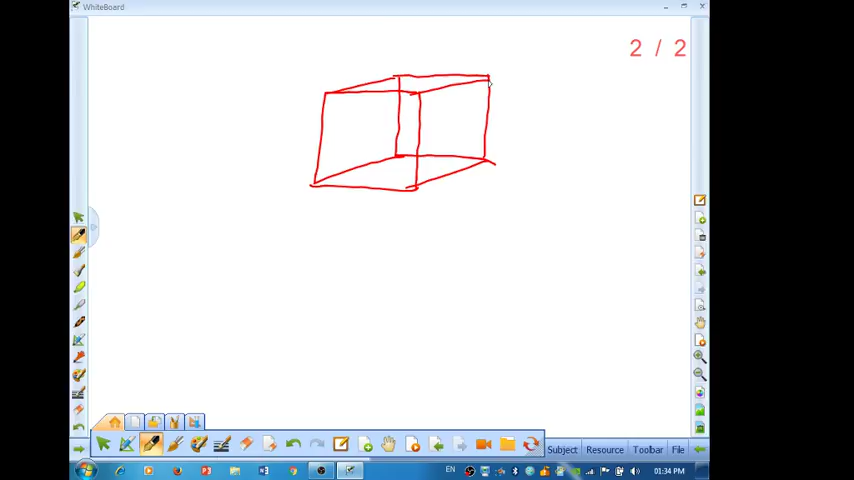 WhiteBoard
2 / 2
Subject
Resource
Toolbar
File
EN
01:34 PM